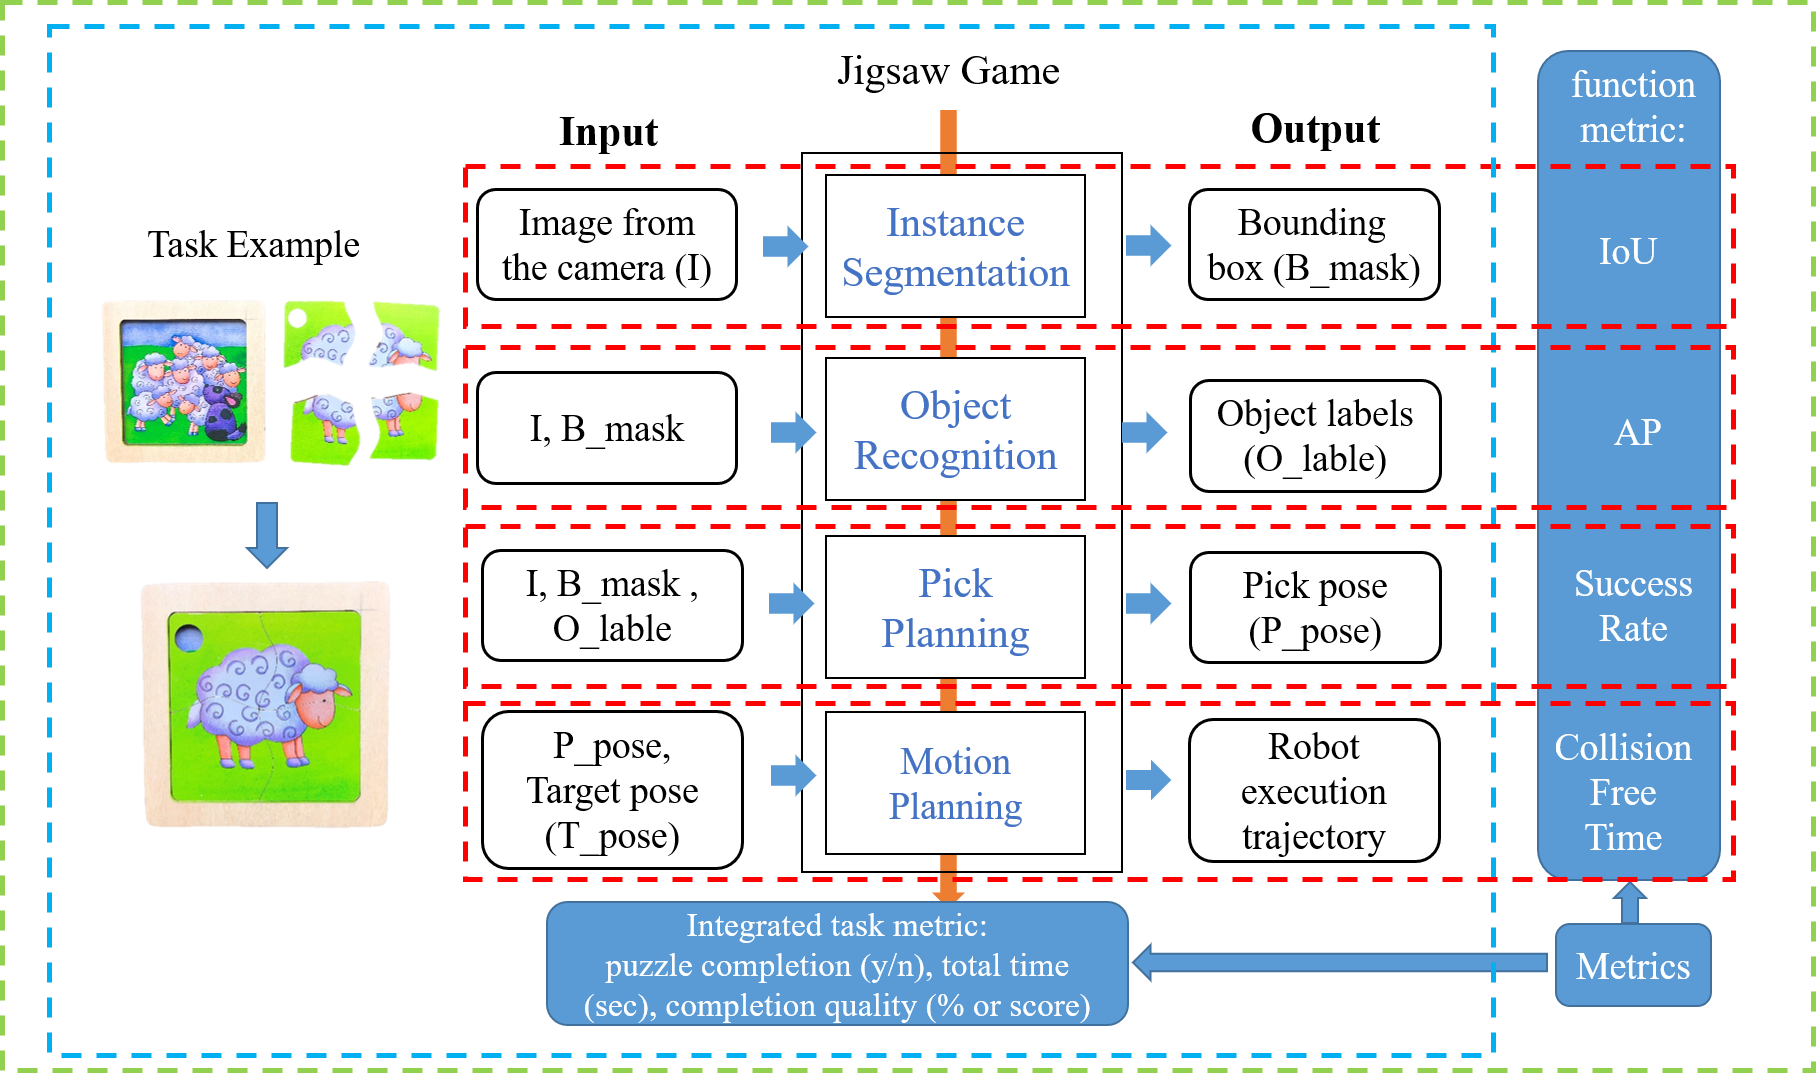 Jigsaw Game
Input
Output
function
metric:
Task Example
Image from
the camera (I)
Instance
Segmentation
Bounding
box (B_mask)
IoU
I, B_mask
Object
Recognition
Object labels
(O_lable)
AP
I, B_mask ,
O_lable
Pick
Planning
Pick pose
(P_pose)
Success
Rate
P_pose,
Target pose
(T_pose)
Motion
Planning
Robot
execution
trajectory
Collision
Free
Time
Integrated task metric:
puzzle completion (y/n), total time
(sec), completion quality (% or score)
Metrics